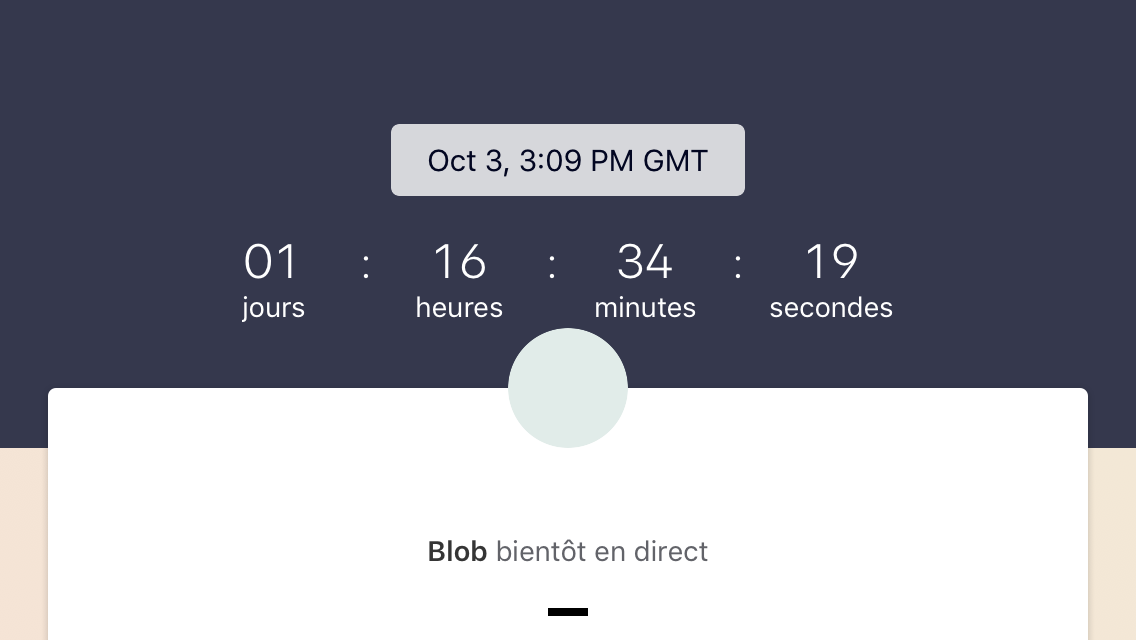 Oct 3, 3:09 PM GMT
01 : 16 : 34 : 19
jours heures minutes secondes
Blob bientôt en direct